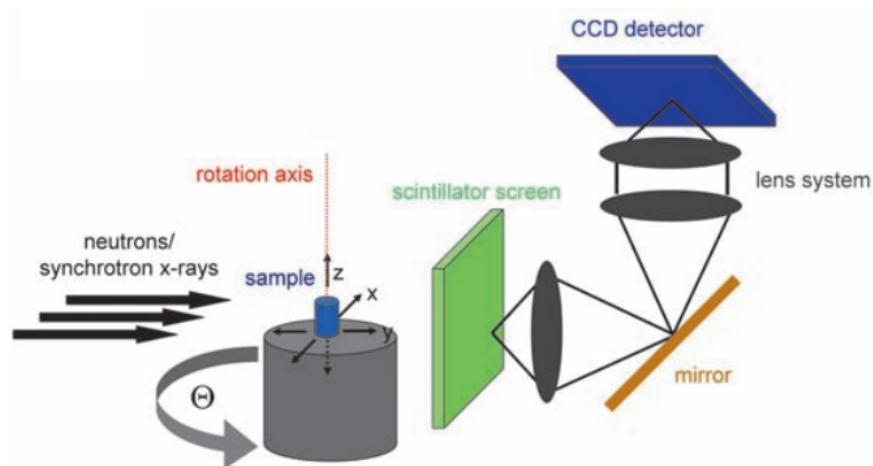 CCD detector
rotation axis
scintillator screen
lens system
neutrons/
synchrotron x-rays
sample
z
x
y
Θ
mirror